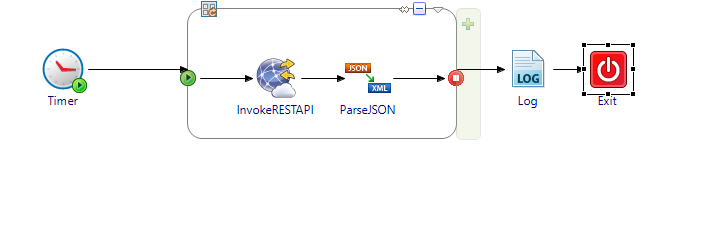 JSON
XML
LOG
Timer
InvokeRESTAPI
ParseJSON
Log
Exit